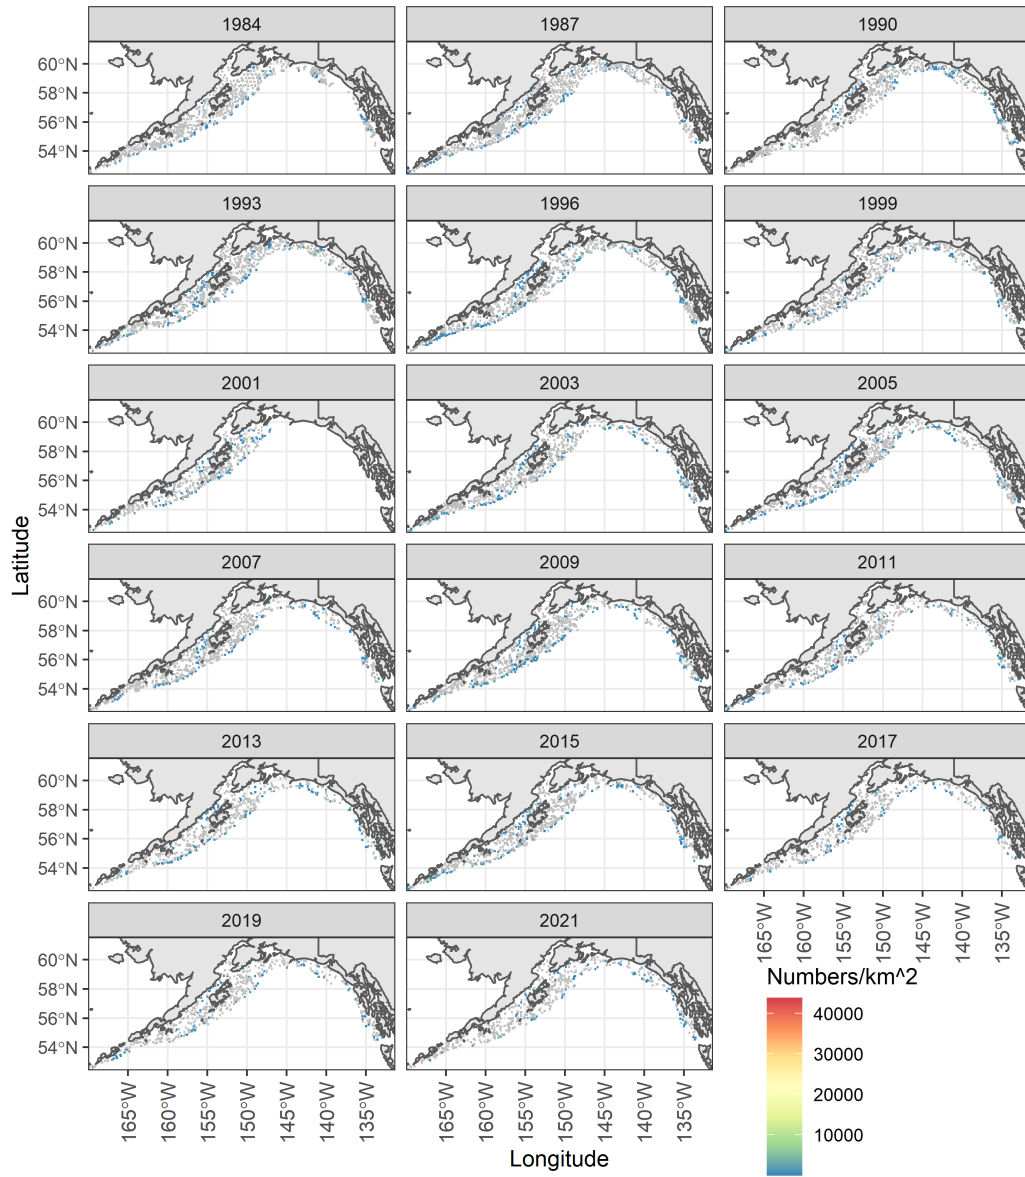 1984 1987 1990
60°N
58°N
56°N
54°N
1993 1996 1999
60°N
58°N
56°N
54°N
2001 2003 2005
60°N
58°N
56°N
54°N
Latitude
2007 2009 2011
60°N
58°N
56°N
54°N
2013 2015 2017
60°N
58°N
56°N
54°N
165°W 160°W 155°W 150°W 145°W 140°W 135°W
2019 2021
60°N
58°N
56°N
54°N
165°W 160°W 155°W 150°W 145°W 140°W 135°W
165°W 160°W 155°W 150°W 145°W 140°W 135°W
Longitude
Numbers/km^2
40000
30000
20000
10000